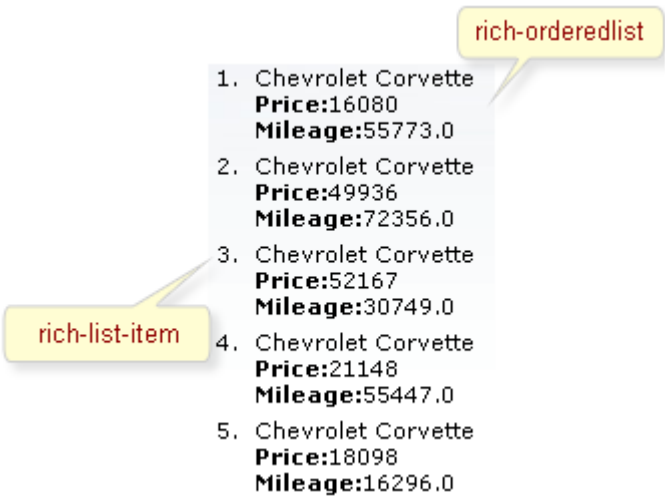 rich-orderedlist
1. Chevrolet Corvette
Price:16080
Mileage:55773.0
2. Chevrolet Corvette
Price:49936
Mileage:72356.0
3. Chevrolet Corvette
Price:52167
Mileage:30749.0
rich-list-item
4. Chevrolet Corvette
Price:21148
Mileage:55447.0
5. Chevrolet Corvette
Price:18098
Mileage:16296.0